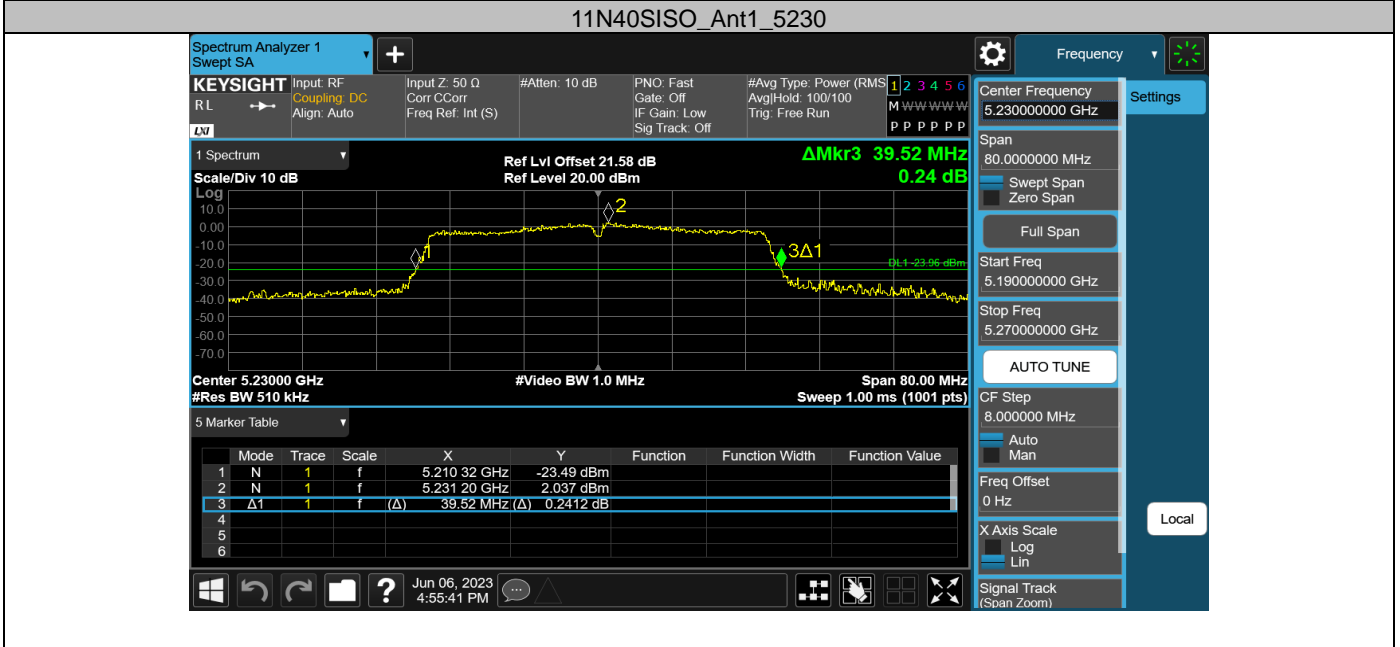 11N40SISO_Ant1_5230
Spectrum Analyzer 1
Swept SA
Frequency
KEYSIGHT
RL
LXI
Input: RF
Coupling: DC
Align: Auto
Input Z: 50 Ω
Corr CCorr
Freq Ref: Int (S)
#Atten: 10 dB
PNO: Fast
Gate: Off
IF Gain: Low
Sig Track: Off
#Avg Type: Power (RMS
Avg|Hold: 100/100
Trig: Free Run
1 2 3 4 5 6
M W W W W W
P P P P P P
1 Spectrum
Scale/Div 10 dB
Ref Lvl Offset 21.58 dB
Ref Level 20.00 dBm
ΔMkr3 39.52 MHz
0.24 dB
Log
10.0
0.00
-10.0
-20.0
-30.0
-40.0
-50.0
-60.0
-70.0
1
2
3Δ1
DL1 -23.96 dBm
Center 5.23000 GHz
#Video BW 1.0 MHz
Span 80.00 MHz
#Res BW 510 kHz
Sweep 1.00 ms (1001 pts)
5 Marker Table
Mode Trace Scale X Y Function Function Width Function Value
1 N 1 f 5.210 32 GHz -23.49 dBm
2 N 1 f 5.231 20 GHz 2.037 dBm
3 Δ1 1 f (Δ) 39.52 MHz (Δ) 0.2412 dB
4
5
6
Jun 06, 2023
4:55:41 PM
Center Frequency
5.230000000 GHz
Span
80.0000000 MHz
Swept Span
Zero Span
Full Span
Start Freq
5.190000000 GHz
Stop Freq
5.270000000 GHz
AUTO TUNE
CF Step
8.000000 MHz
Auto
Man
Freq Offset
0 Hz
X Axis Scale
Log
Lin
Signal Track
(Span Zoom)
Settings
Local